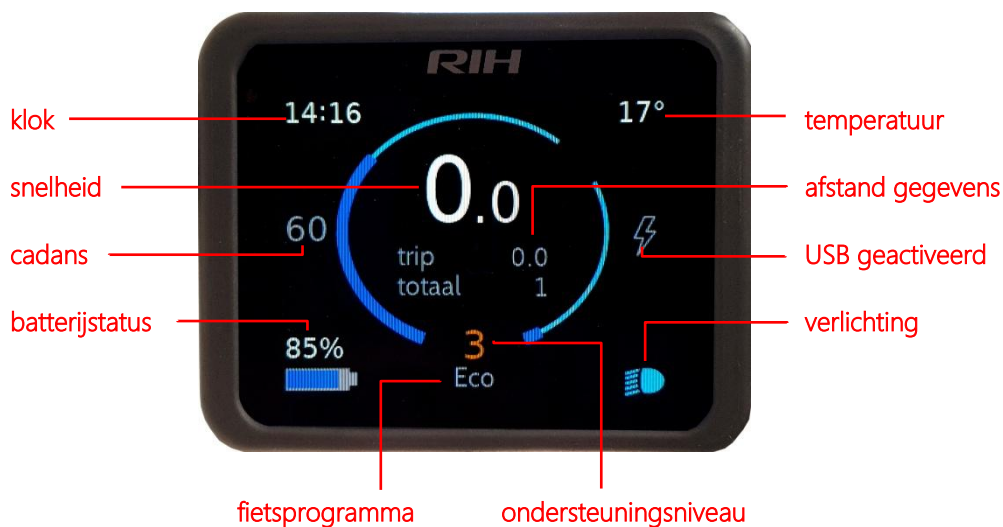 RIH
klok
14:16
17°
temperatuur
snelheid
0.0
afstand gegevens
cadans
60
trip 0.0
totaal 1
USB geactiveerd
batterijstatus
85%
3
Eco
verlichting
fietsprogramma
ondersteuningsniveau